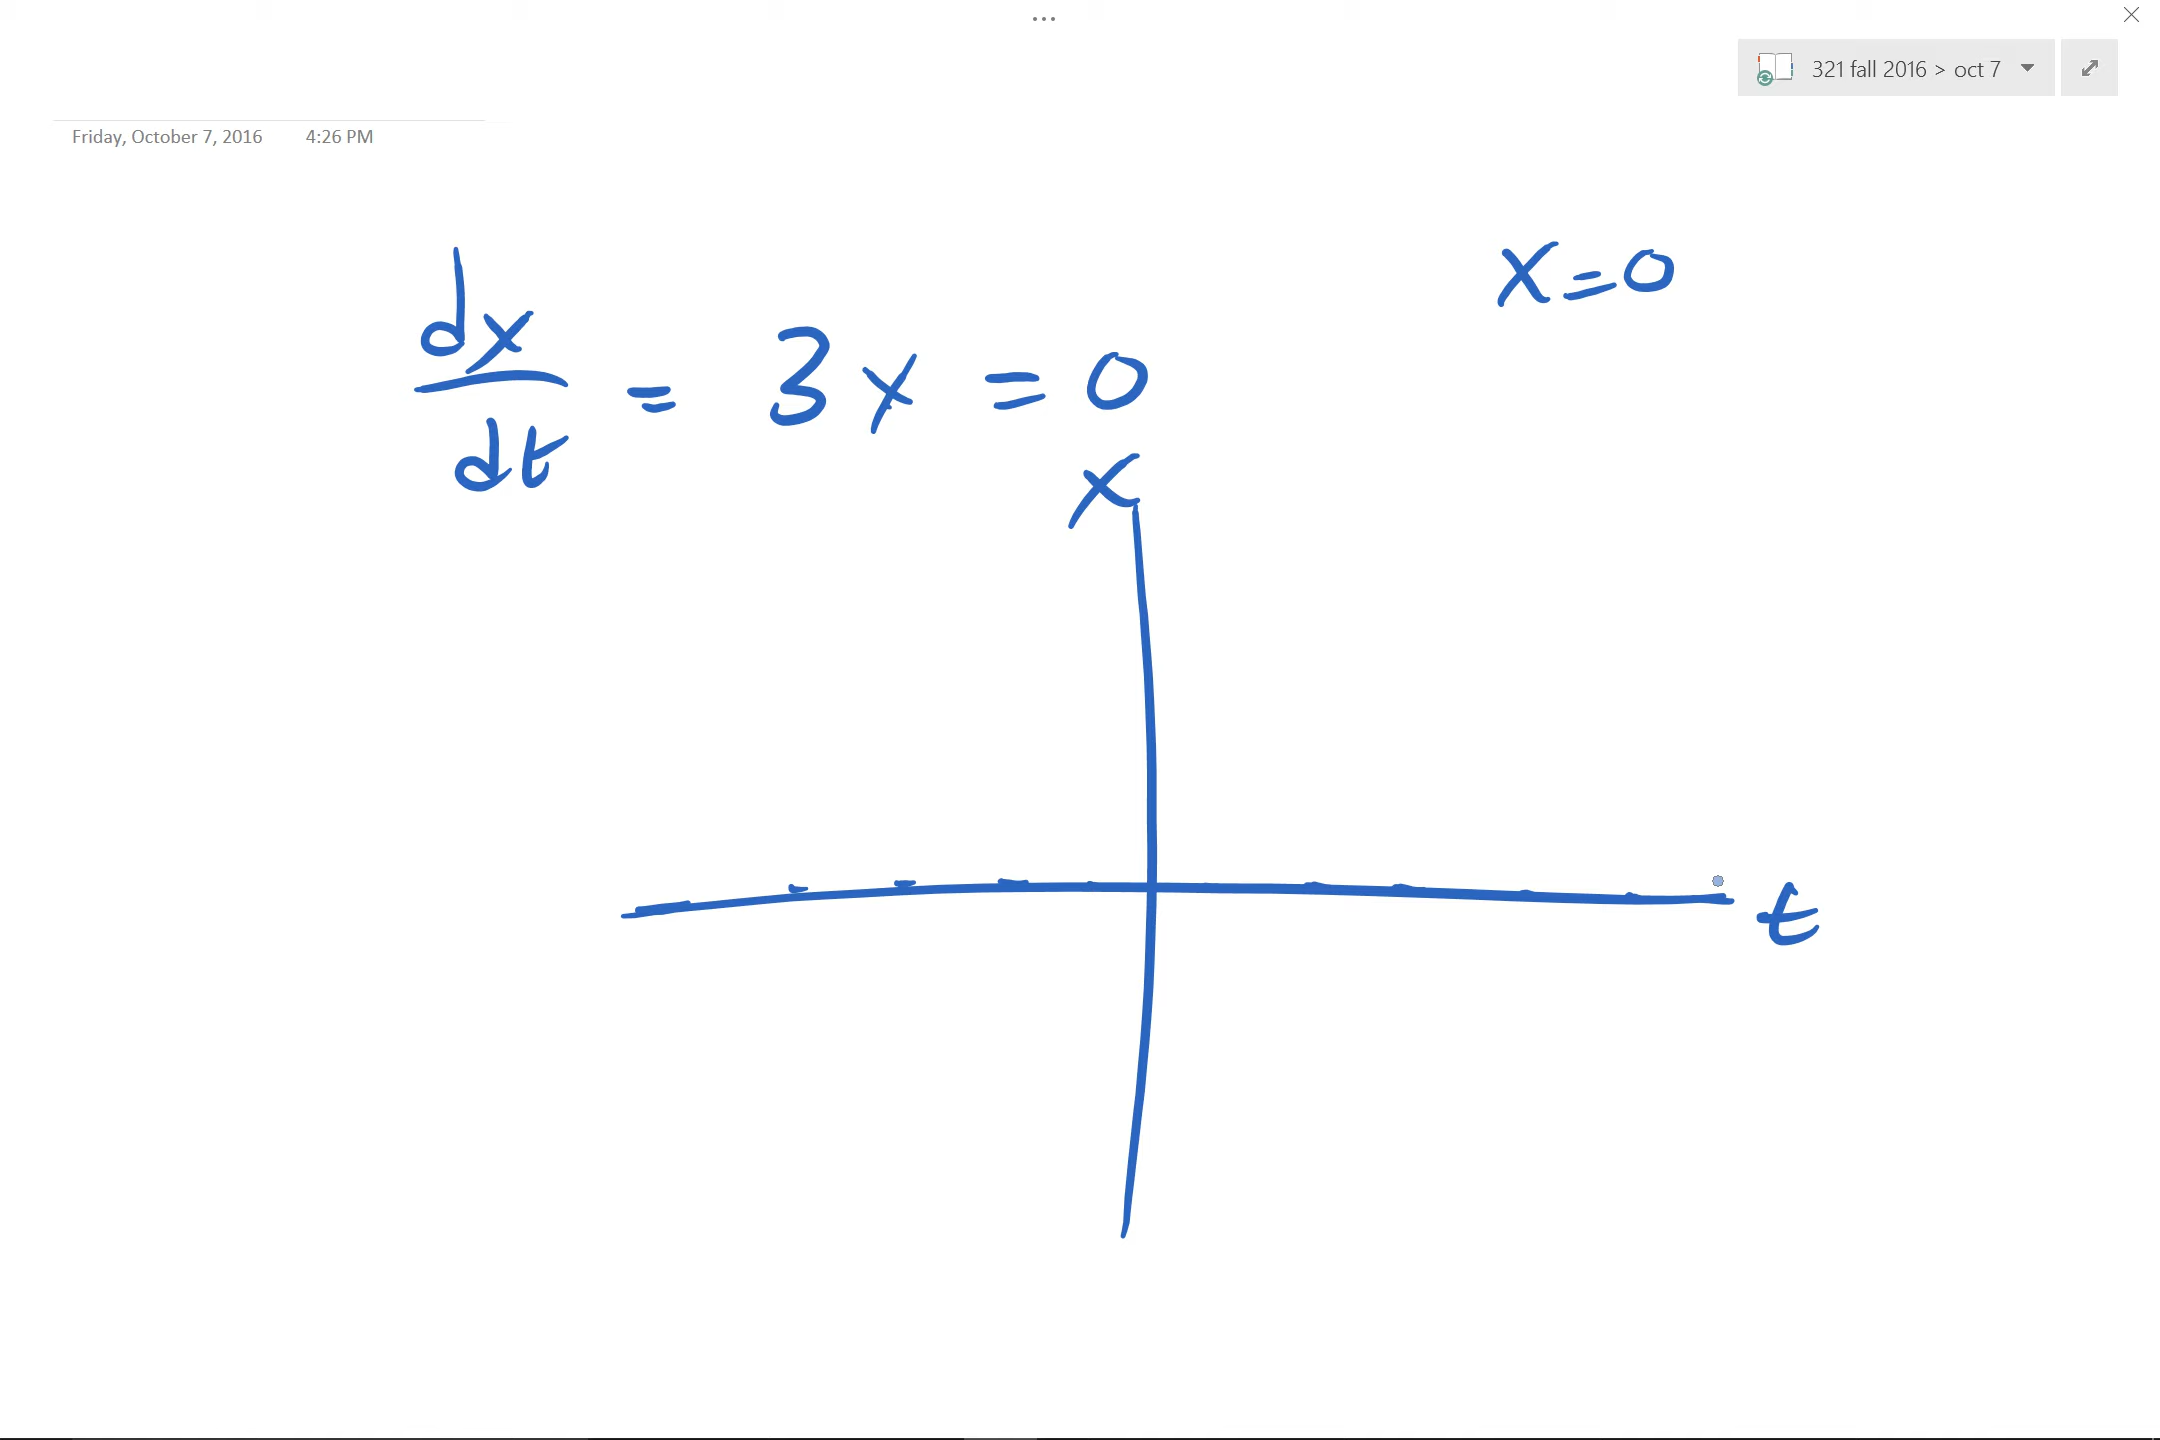 ...
321 fall 2016 > oct 7
Friday, October 7, 2016 4:26 PM
x=0
dx/dt = 3x = 0
x
t